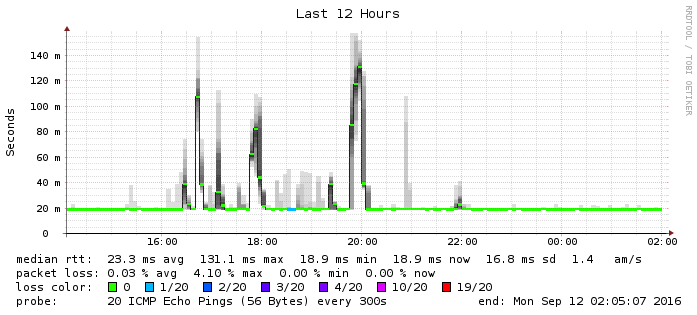 Last 12 Hours
RRDTOOL / TOBI OETIKER
Seconds
140 m
120 m
100 m
80 m
60 m
40 m
20 m
0
16:00 18:00 20:00 22:00 00:00 02:00
median rtt: 23.3 ms avg 131.1 ms max 18.9 ms min 18.9 ms now 16.8 ms sd 1.4 am/s
packet loss: 0.03 % avg 4.10 % max 0.00 % min 0.00 % now
loss color: 0 1/20 2/20 3/20 4/20 10/20 19/20
probe: 20 ICMP Echo Pings (56 Bytes) every 300s end: Mon Sep 12 02:05:07 2016